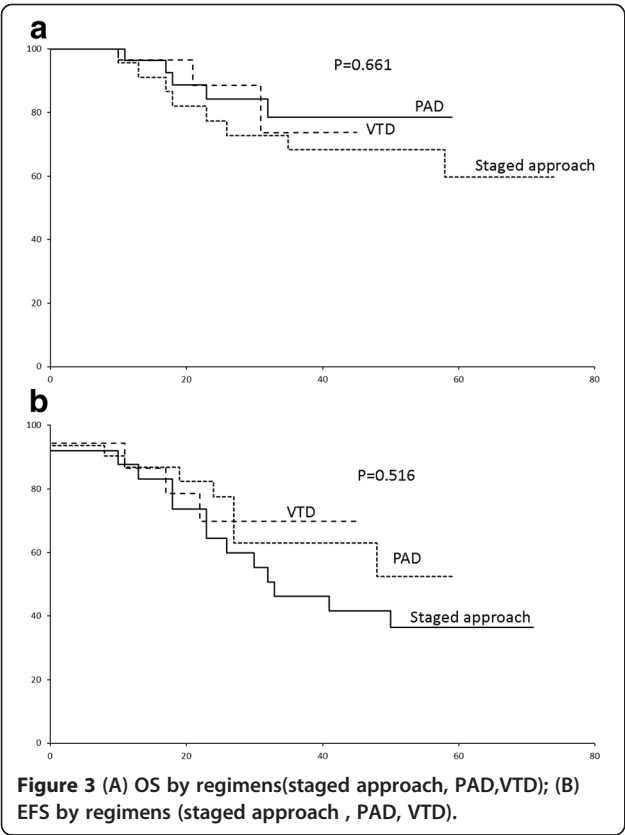 a
100
80
60
40
20
0
P=0.661
PAD
VTD
Staged approach
0 20 40 60 80
b
100
80
60
40
20
0
P=0.516
VTD
PAD
Staged approach
0 20 40 60 80
Figure 3 (A) OS by regimens(staged approach, PAD,VTD); (B)
EFS by regimens (staged approach , PAD, VTD).